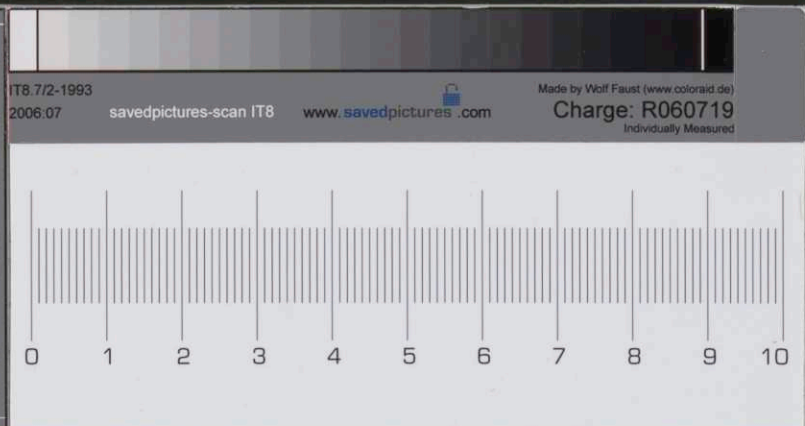 IT8.7/2-1993
2006:07
savedpictures-scan IT8
www.savedpictures.com
Made by Wolf Faust (www.coloraid.de)
Charge: R060719
Individually Measured
0 1 2 3 4 5 6 7 8 9 10